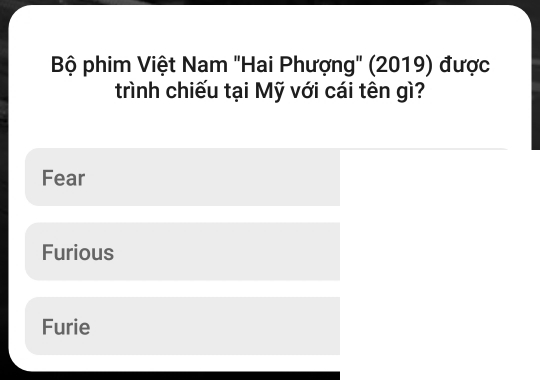 Bộ phim Việt Nam "Hai Phượng" (2019) được
trình chiếu tại Mỹ với cái tên gì?
Fear
Furious
Furie